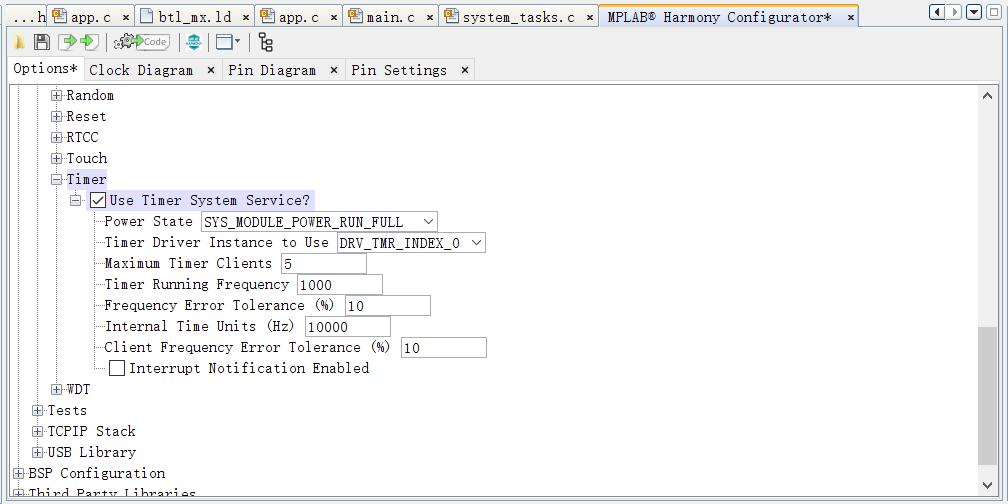 ...h app.c × btl_mx.ld × app.c × main.c × system_tasks.c × MPLAB® Harmony Configurator* ×
Code
Options* Clock Diagram × Pin Diagram × Pin Settings ×
Random
Reset
RTCC
Touch
Timer
Use Timer System Service?
Power State SYS_MODULE_POWER_RUN_FULL
Timer Driver Instance to Use DRV_TMR_INDEX_0
Maximum Timer Clients 5
Timer Running Frequency 1000
Frequency Error Tolerance (%) 10
Internal Time Units (Hz) 10000
Client Frequency Error Tolerance (%) 10
Interrupt Notification Enabled
WDT
Tests
TCPIP Stack
USB Library
BSP Configuration
Third Party Libraries